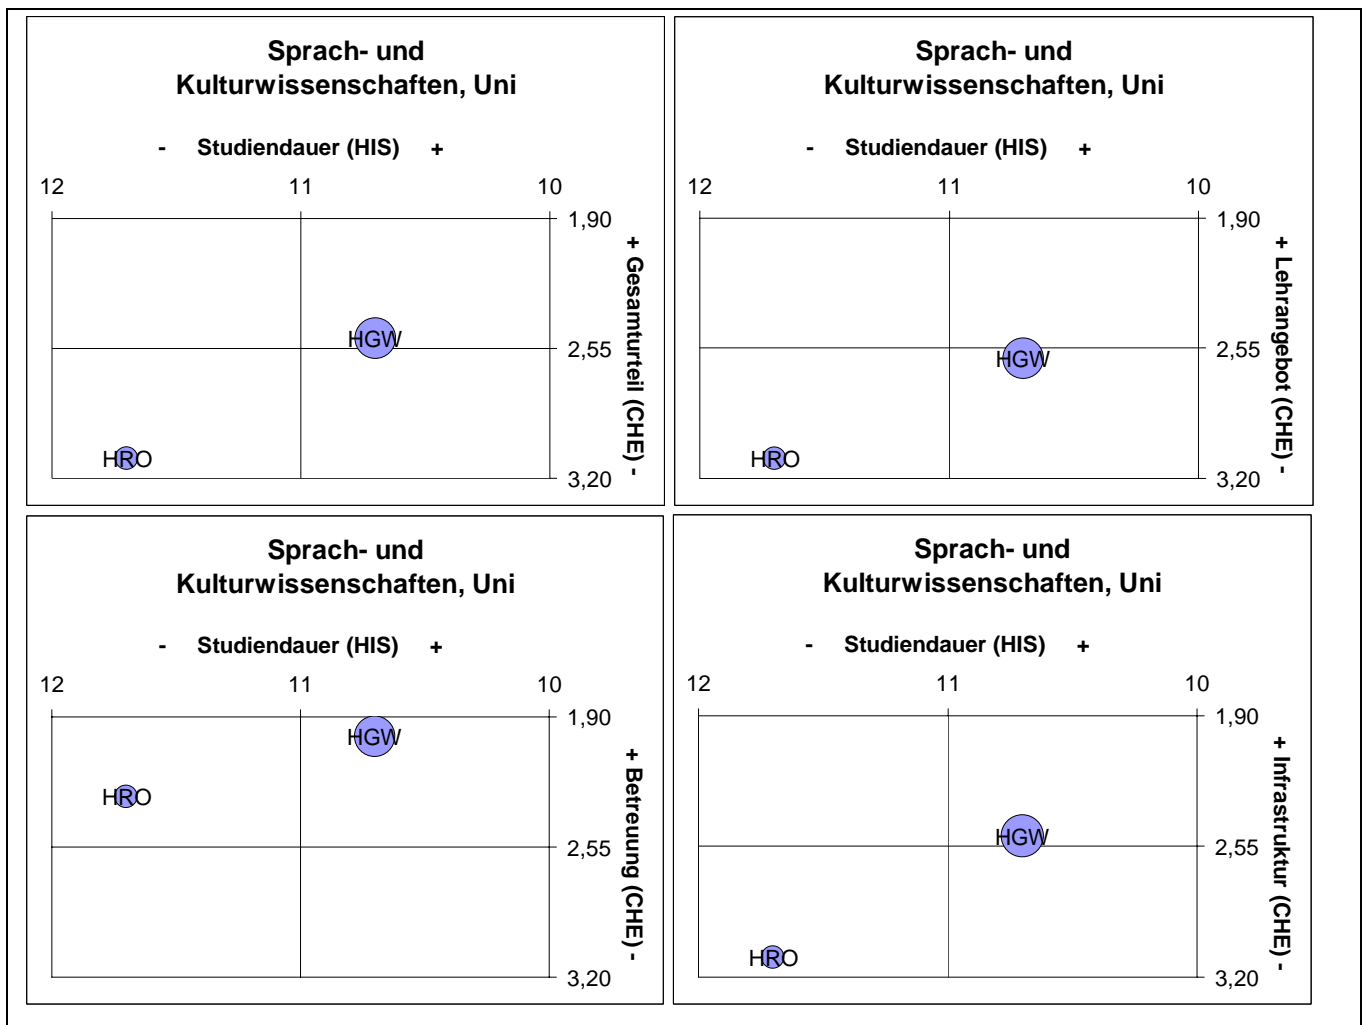 Sprach- und
Kulturwissenschaften, Uni
- Studiendauer (HIS) +
12 11 10
1,90
+ Gesamturteil (CHE) -
HGW
2,55
HRO
3,20
Sprach- und
Kulturwissenschaften, Uni
- Studiendauer (HIS) +
12 11 10
1,90
+ Lehrangebot (CHE) -
2,55
HGW
HRO
3,20
Sprach- und
Kulturwissenschaften, Uni
- Studiendauer (HIS) +
12 11 10
1,90
+ Betreuung (CHE) -
HGW
HRO
2,55
3,20
Sprach- und
Kulturwissenschaften, Uni
- Studiendauer (HIS) +
12 11 10
1,90
+ Infrastruktur (CHE) -
HGW
2,55
HRO
3,20